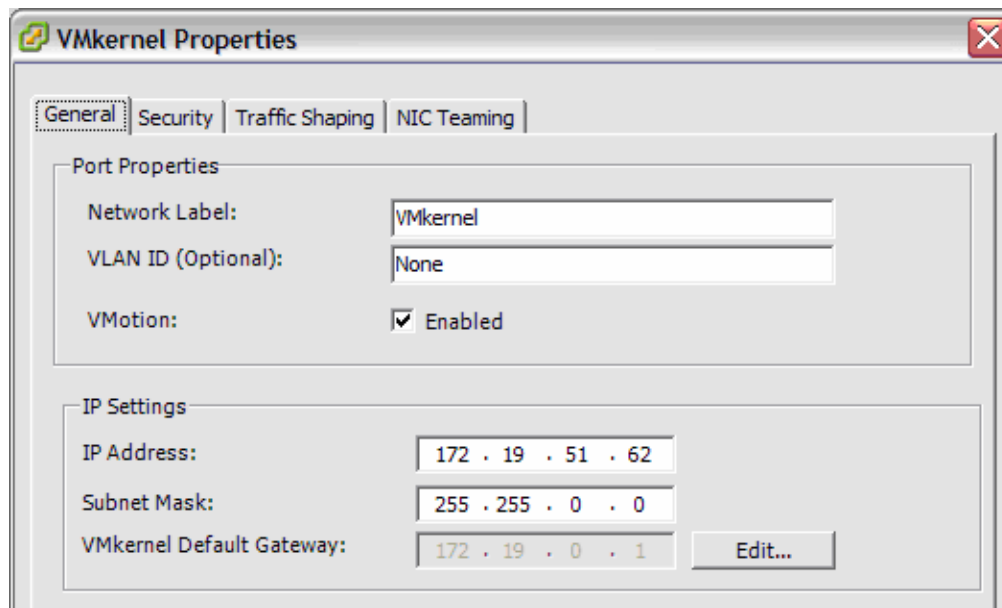 VMkernel Properties
General Security Traffic Shaping NIC Teaming
Port Properties
Network Label: VMkernel
VLAN ID (Optional): None
VMotion: Enabled
IP Settings
IP Address: 172 . 19 . 51 . 62
Subnet Mask: 255 . 255 . 0 . 0
VMkernel Default Gateway: 172 . 19 . 0 . 1 Edit...